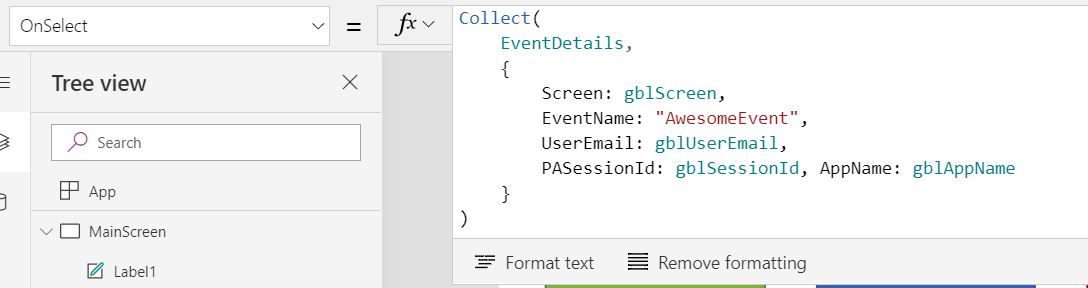 OnSelect
=
fx
Collect(
EventDetails,
{
Screen: gblScreen,
EventName: "AwesomeEvent",
UserEmail: gblUserEmail,
PASessionId: gblSessionId, AppName: gblAppName
}
)
Format text
Remove formatting
Tree view
Search
App
MainScreen
Label1